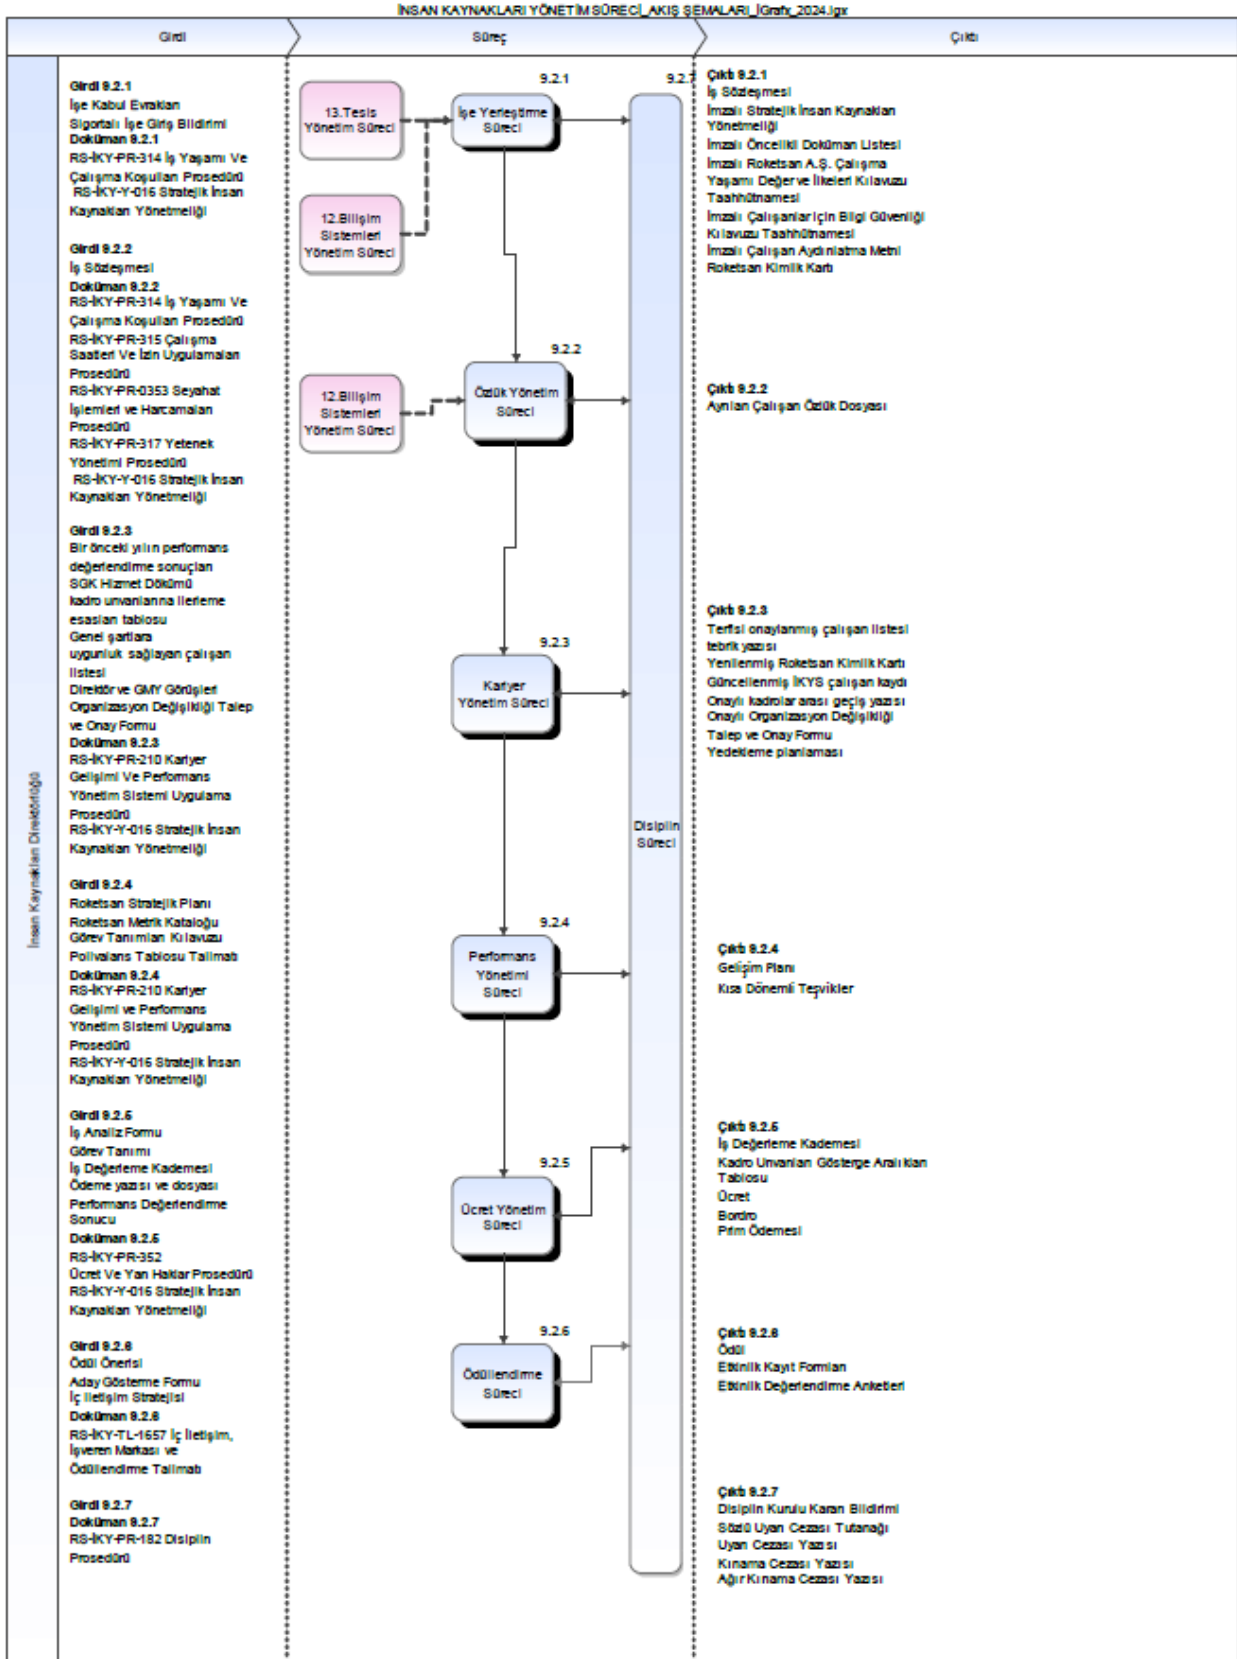 İNSAN KAYNAKLARI YÖNETİM SÜRECİ_AKIŞ ŞEMALARI_İGrafx_2024.igx
Girdi
Süreç
Çıktı
İnsan Kaynakları Direktörlüğü
Girdi 9.2.1
İşe Kabul Evrakları
Sigortalı İşe Giriş Bildirimi
Doküman 9.2.1
RS-İKY-PR-314 İş Yaşamı Ve
Çalışma Koşulları Prosedürü
RS-İKY-Y-016 Stratejik İnsan
Kaynakları Yönetmeliği
Girdi 9.2.2
İş Sözleşmesi
Doküman 9.2.2
RS-İKY-PR-314 İş Yaşamı Ve
Çalışma Koşulları Prosedürü
RS-İKY-PR-315 Çalışma
Saatleri Ve İzin Uygulamaları
Prosedürü
RS-İKY-PR-0353 Seyahat
İşlemleri ve Harcamaları
Prosedürü
RS-İKY-PR-317 Yetenek
Yönetimi Prosedürü
RS-İKY-Y-016 Stratejik İnsan
Kaynakları Yönetmeliği
Girdi 9.2.3
Bir önceki yılın performans
değerlendirme sonuçları
SGK Hizmet Dökümü
kadro unvanlarına ilerleme
esasları tablosu
Genel şartlara
uygunluk sağlayan çalışan
listesi
Direktör ve GMY Görüşleri
Organizasyon Değişikliği Talep
ve Onay Formu
Doküman 9.2.3
RS-İKY-PR-210 Kariyer
Gelişimi Ve Performans
Yönetim Sistemi Uygulama
Prosedürü
RS-İKY-Y-016 Stratejik İnsan
Kaynakları Yönetmeliği
Girdi 9.2.4
Roketsan Stratejik Planı
Roketsan Metrik Kataloğu
Görev Tanımları Kılavuzu
Polivalans Tablosu Talimatı
Doküman 9.2.4
RS-İKY-PR-210 Kariyer
Gelişimi ve Performans
Yönetim Sistemi Uygulama
Prosedürü
RS-İKY-Y-016 Stratejik İnsan
Kaynakları Yönetmeliği
Girdi 9.2.5
İş Analiz Formu
Görev Tanımı
İş Değerleme Kademesi
Ödeme yazısı ve dosyası
Performans Değerlendirme
Sonucu
Doküman 9.2.5
RS-İKY-PR-352
Ücret Ve Yan Haklar Prosedürü
RS-İKY-Y-016 Stratejik İnsan
Kaynakları Yönetmeliği
Girdi 9.2.6
Ödül Önerisi
Aday Gösterme Formu
İç İletişim Stratejisi
Doküman 9.2.6
RS-İKY-TL-1657 İç İletişim,
İşveren Markası ve
Ödüllendirme Talimatı
Girdi 9.2.7
Doküman 9.2.7
RS-İKY-PR-182 Disiplin
Prosedürü
13.Tesis
Yönetim Süreci
12.Bilişim
Sistemleri
Yönetim Süreci
12.Bilişim
Sistemleri
Yönetim Süreci
9.2.1
İşe Yerleştirme
Süreci
9.2.2
Özlük Yönetim
Süreci
9.2.3
Kariyer
Yönetim Süreci
9.2.4
Performans
Yönetimi
Süreci
9.2.5
Ücret Yönetim
Süreci
9.2.6
Ödüllendirme
Süreci
9.2.7
Disiplin
Süreci
Çıktı 9.2.1
İş Sözleşmesi
İmzalı Stratejik İnsan Kaynakları
Yönetmeliği
İmzalı Öncelikli Doküman Listesi
İmzalı Roketsan A.Ş. Çalışma
Yaşamı Değer ve İlkeleri Kılavuzu
Taahhütnamesi
İmzalı Çalışanlar İçin Bilgi Güvenliği
Kılavuzu Taahhütnamesi
İmzalı Çalışan Aydınlatma Metni
Roketsan Kimlik Kartı
Çıktı 9.2.2
Ayrılan Çalışan Özlük Dosyası
Çıktı 9.2.3
Terfisi onaylanmış çalışan listesi
tebrik yazısı
Yenilenmiş Roketsan Kimlik Kartı
Güncellenmiş İKYS çalışan kaydı
Onaylı kadrolar arası geçiş yazısı
Onaylı Organizasyon Değişikliği
Talep ve Onay Formu
Yedekleme planlaması
Çıktı 9.2.4
Gelişim Planı
Kısa Dönemli Teşvikler
Çıktı 9.2.5
İş Değerleme Kademesi
Kadro Unvanları Gösterge Aralıkları
Tablosu
Ücret
Bordro
Prim Ödemesi
Çıktı 9.2.6
Ödül
Etkinlik Kayıt Formları
Etkinlik Değerlendirme Anketleri
Çıktı 9.2.7
Disiplin Kurulu Kararı Bildirimi
Sözlü Uyarı Cezası Tutanağı
Uyarı Cezası Yazısı
Kınama Cezası Yazısı
Ağır Kınama Cezası Yazısı